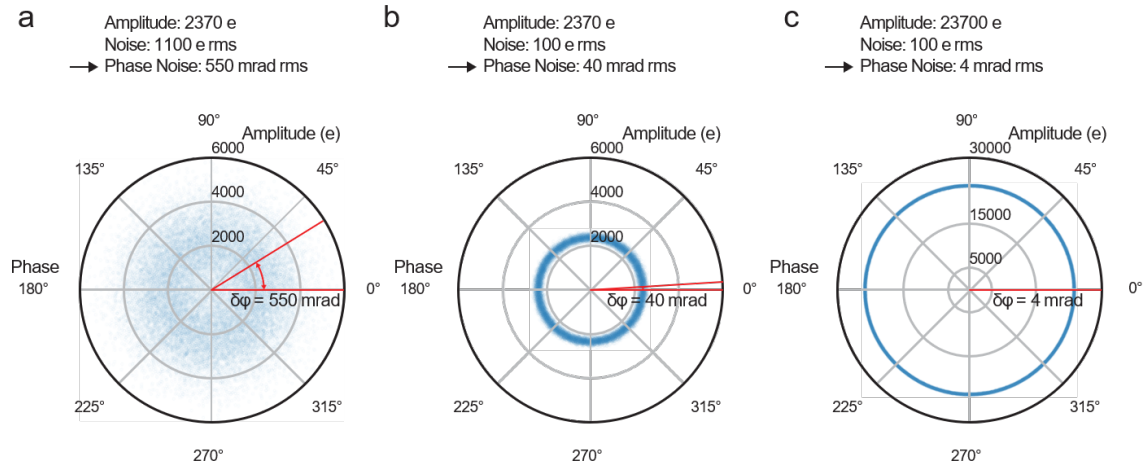 a
Amplitude: 2370 e
Noise: 1100 e rms
→ Phase Noise: 550 mrad rms
90°
Amplitude (e)
6000
135°
45°
4000
2000
Phase
180°
0°
δφ = 550 mrad
225°
315°
270°
b
Amplitude: 2370 e
Noise: 100 e rms
→ Phase Noise: 40 mrad rms
90°
Amplitude (e)
6000
135°
45°
4000
2000
Phase
180°
0°
δφ = 40 mrad
225°
315°
270°
c
Amplitude: 23700 e
Noise: 100 e rms
→ Phase Noise: 4 mrad rms
90°
Amplitude (e)
30000
135°
45°
15000
5000
Phase
180°
0°
δφ = 4 mrad
225°
315°
270°